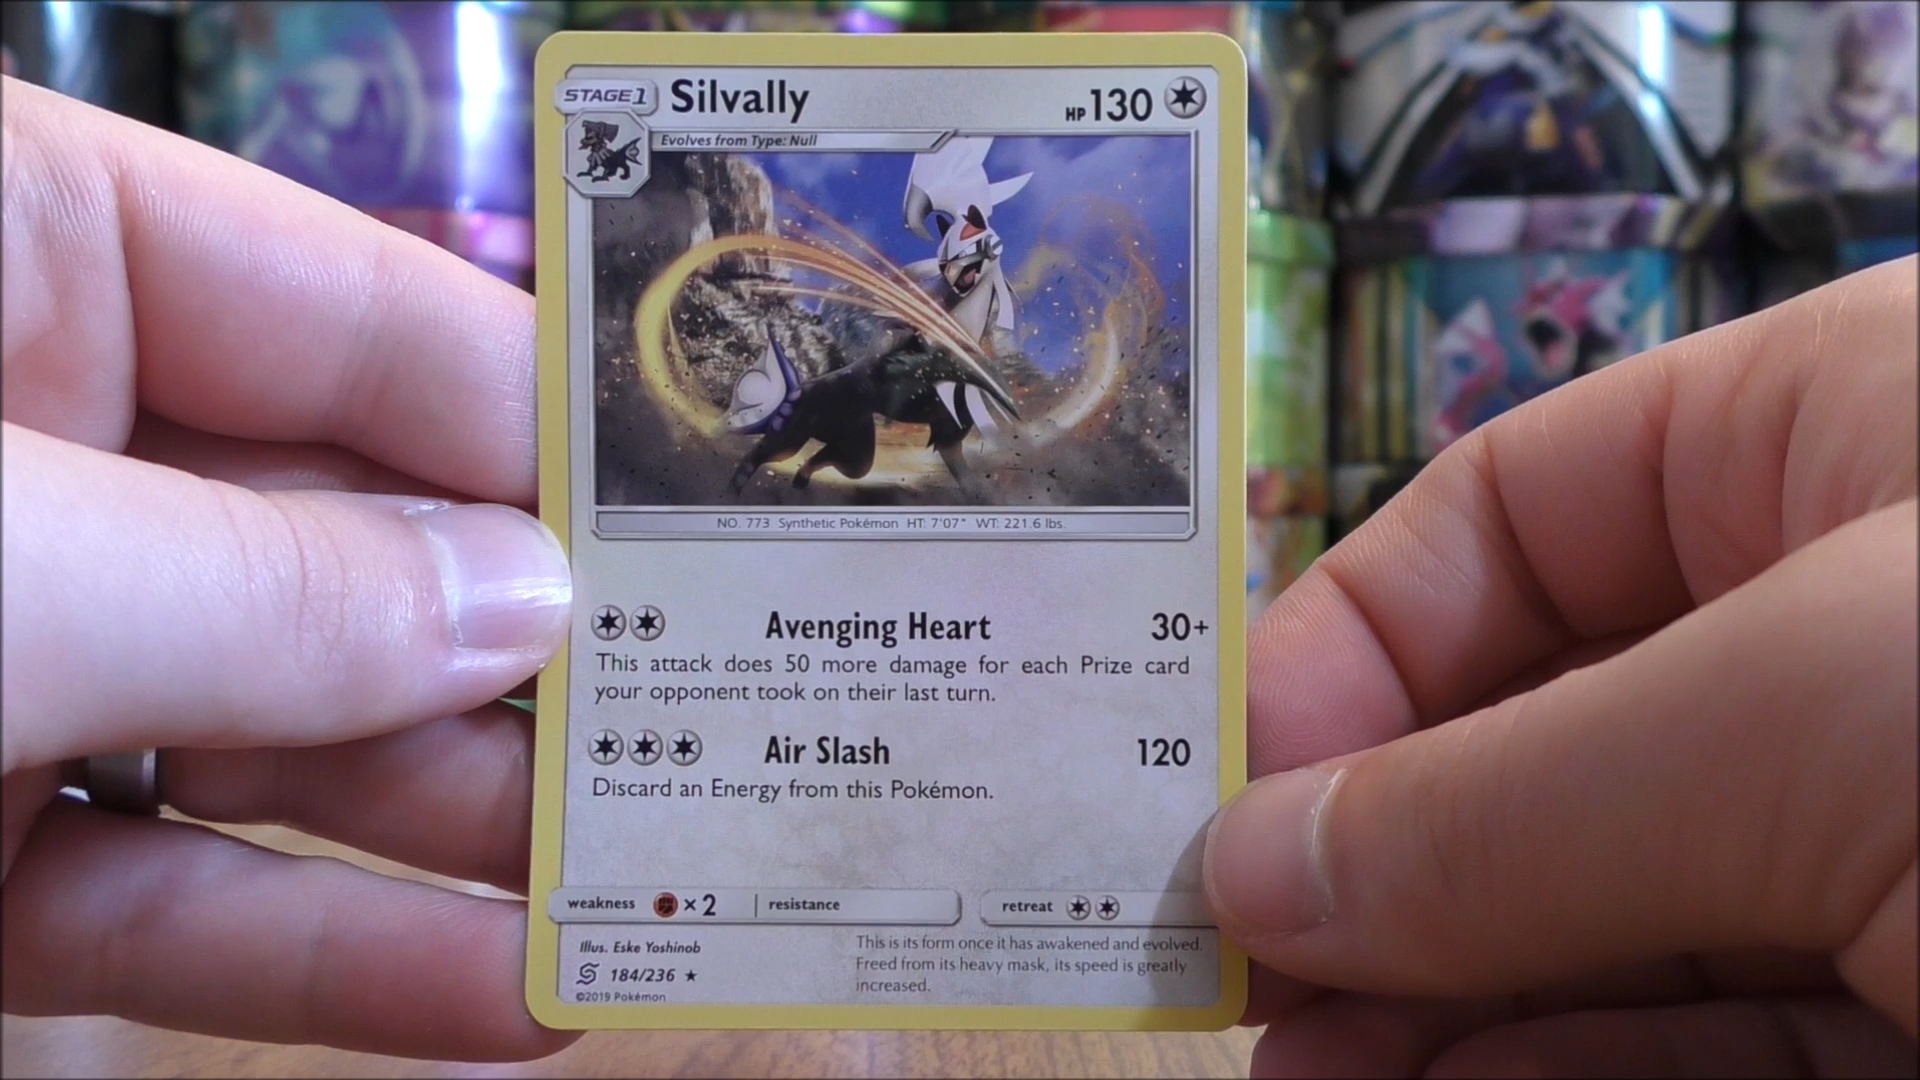 STAGE1 Silvally HP 130
Evolves from Type: Null
NO. 773 Synthetic Pokémon HT: 7'07" WT: 221.6 lbs.
Avenging Heart 30+
This attack does 50 more damage for each Prize card
your opponent took on their last turn.
Air Slash 120
Discard an Energy from this Pokémon.
weakness ×2 resistance retreat
Illus. Eske Yoshinob
184/236 ★
©2019 Pokémon
This is its form once it has awakened and evolved.
Freed from its heavy mask, its speed is greatly
increased.